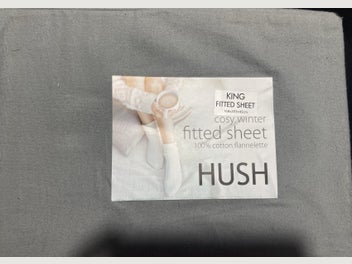 KING
FITTED SHEET
cosy winter
fitted sheet
100% cotton flannelette
HUSH